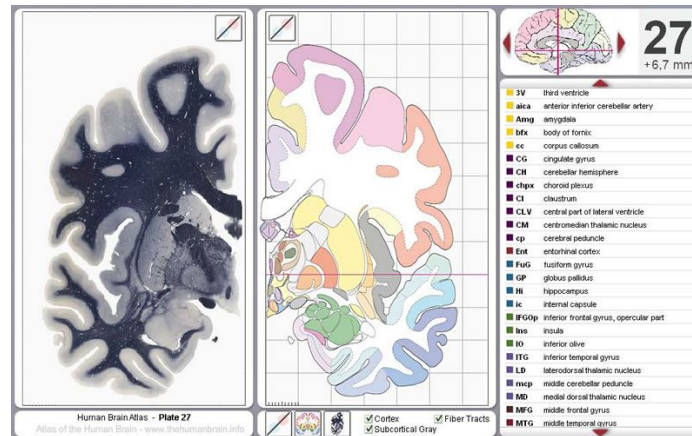 27
+6,7 mm
3V third ventricle
aica anterior inferior cerebellar artery
Amg amygdala
bfx body of fornix
cc corpus callosum
CG cingulate gyrus
CH cerebellar hemisphere
chpx choroid plexus
Cl claustrum
CLV central part of lateral ventricle
CM centromedian thalamic nucleus
cp cerebral peduncle
Ent entorhinal cortex
FuG fusiform gyrus
GP globus pallidus
Hi hippocampus
ic internal capsule
IFGOp inferior frontal gyrus, opercular part
Ins insula
IO inferior olive
ITG inferior temporal gyrus
LD laterodorsal thalamic nucleus
mcp middle cerebellar peduncle
MD medial dorsal thalamic nucleus
MFG middle frontal gyrus
MTG middle temporal gyrus
Human Brain Atlas - Plate 27
Atlas of the Human Brain - www.thehumanbrain.info
Cortex
Fiber Tracts
Subcortical Gray